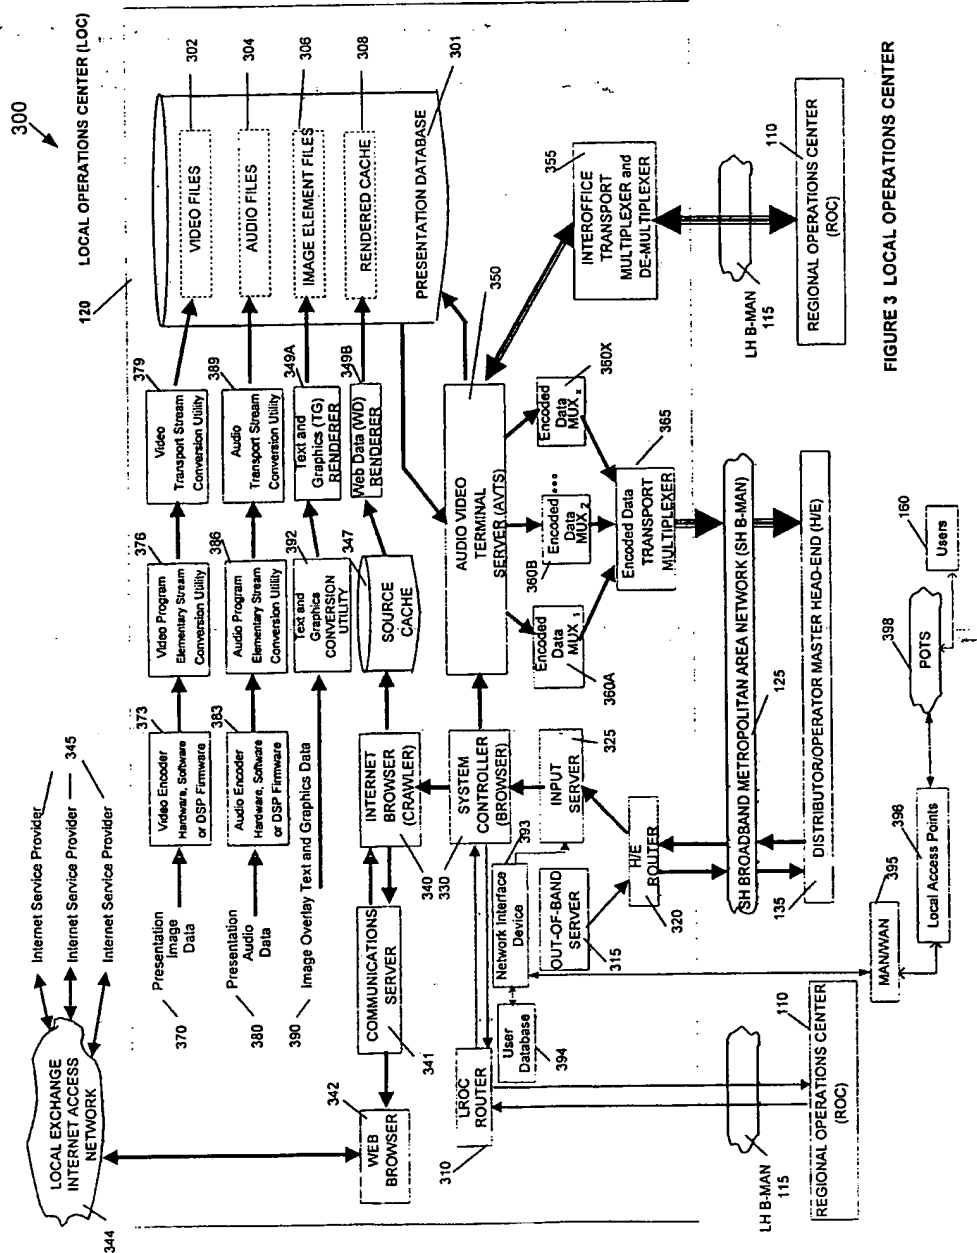 300
LOCAL OPERATIONS CENTER (LOC)
120
302
304
306
308
301
VIDEO FILES
AUDIO FILES
IMAGE ELEMENT FILES
RENDERED CACHE
PRESENTATION DATABASE
LOCAL EXCHANGE
INTERNET ACCESS
NETWORK
344
Internet Service Provider
Internet Service Provider
345
Internet Service Provider
Presentation
Image
Data
370
373
Video Encoder
Hardware, Software
or DSP Firmware
376
Video Program
Elementary Stream
Conversion Utility
379
Video
Transport Stream
Conversion Utility
Presentation
Audio
Data
380
383
Audio Encoder
Hardware, Software
or DSP Firmware
386
Audio Program
Elementary Stream
Conversion Utility
389
Audio
Transport Stream
Conversion Utility
390
Image Overlay Text and Graphics Data
392
Text and
Graphics
CONVERSION
UTILITY
349A
Text and
Graphics (TG)
RENDERER
342
WEB
BROWSER
COMMUNICATIONS
SERVER
341
INTERNET
BROWSER
(CRAWLER)
340
347
SOURCE
CACHE
349B
Web Data (WD)
RENDERER
LROC
ROUTER
310
330
SYSTEM
CONTROLLER
(BROWSER)
AUDIO VIDEO
TERMINAL
SERVER (AVTS)
350
User
Database
394
Network Interface
Device
393
OUT-OF-BAND
SERVER
315
INPUT
SERVER
325
H/E
ROUTER
320
Encoded
Data
MUX 1
360A
360B
Encoded
Data
MUX 2
...
Encoded
Data
MUX x
360X
Encoded Data
TRANSPORT
MULTIPLEXER
365
INTEROFFICE
TRANSPORT
MULTIPLEXER and
DE-MULTIPLEXER
355
LH B-MAN
115
SH BROADBAND METROPOLITAN AREA NETWORK (SH B-MAN)
125
LH B-MAN
115
110
REGIONAL OPERATIONS CENTER
(ROC)
135
DISTRIBUTOR/OPERATOR MASTER HEAD-END (H/E)
110
REGIONAL OPERATIONS CENTER
(ROC)
MAN/WAN
395
Local Access Points
396
POTS
398
Users
160
FIGURE 3 LOCAL OPERATIONS CENTER